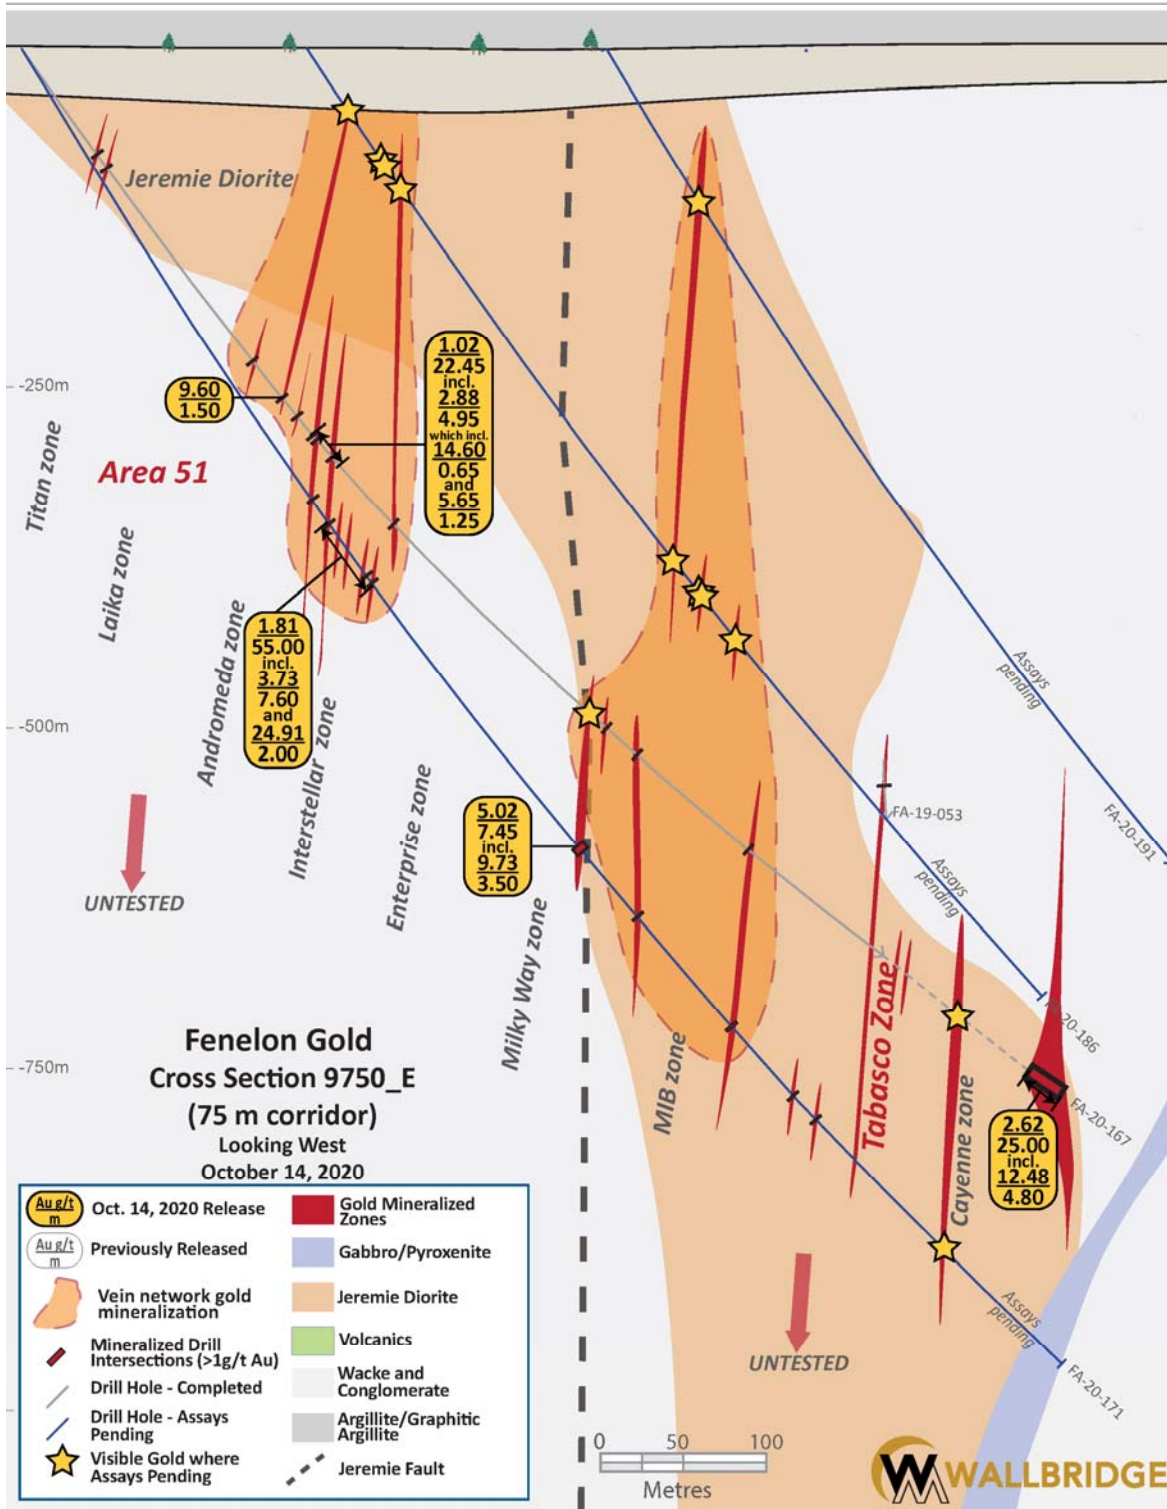 Jeremie Diorite
-250m
9.60
1.50
1.02
22.45
incl.
2.88
4.95
which incl.
14.60
0.65
and
5.65
1.25
Area 51
Titan zone
Laika zone
Andromeda zone
Interstellar zone
Enterprise zone
Milky Way zone
MIB zone
Tabasco Zone
Cayenne zone
1.81
55.00
incl.
3.73
7.60
and
24.91
2.00
-500m
5.02
7.45
incl.
9.73
3.50
UNTESTED
Assays
pending
FA-20-191
FA-19-053
Assays
pending
FA-20-186
FA-20-167
2.62
25.00
incl.
12.48
4.80
-750m
Assays
pending
FA-20-171
UNTESTED
Fenelon Gold
Cross Section 9750_E
(75 m corridor)
Looking West
October 14, 2020
Au g/t
m
Oct. 14, 2020 Release
Au g/t
m
Previously Released
Vein network gold
mineralization
Mineralized Drill
Intersections (>1g/t Au)
Drill Hole - Completed
Drill Hole - Assays
Pending
Visible Gold where
Assays Pending
Gold Mineralized
Zones
Gabbro/Pyroxenite
Jeremie Diorite
Volcanics
Wacke and
Conglomerate
Argillite/Graphitic
Argillite
Jeremie Fault
0 50 100
Metres
WALLBRIDGE